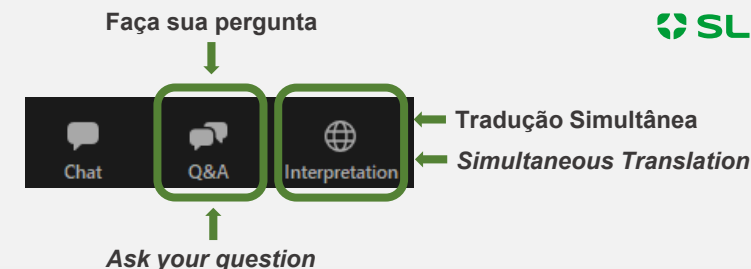 Faça sua pergunta
SL
Chat
Q&A
Interpretation
Tradução Simultânea
Simultaneous Translation
Ask your question